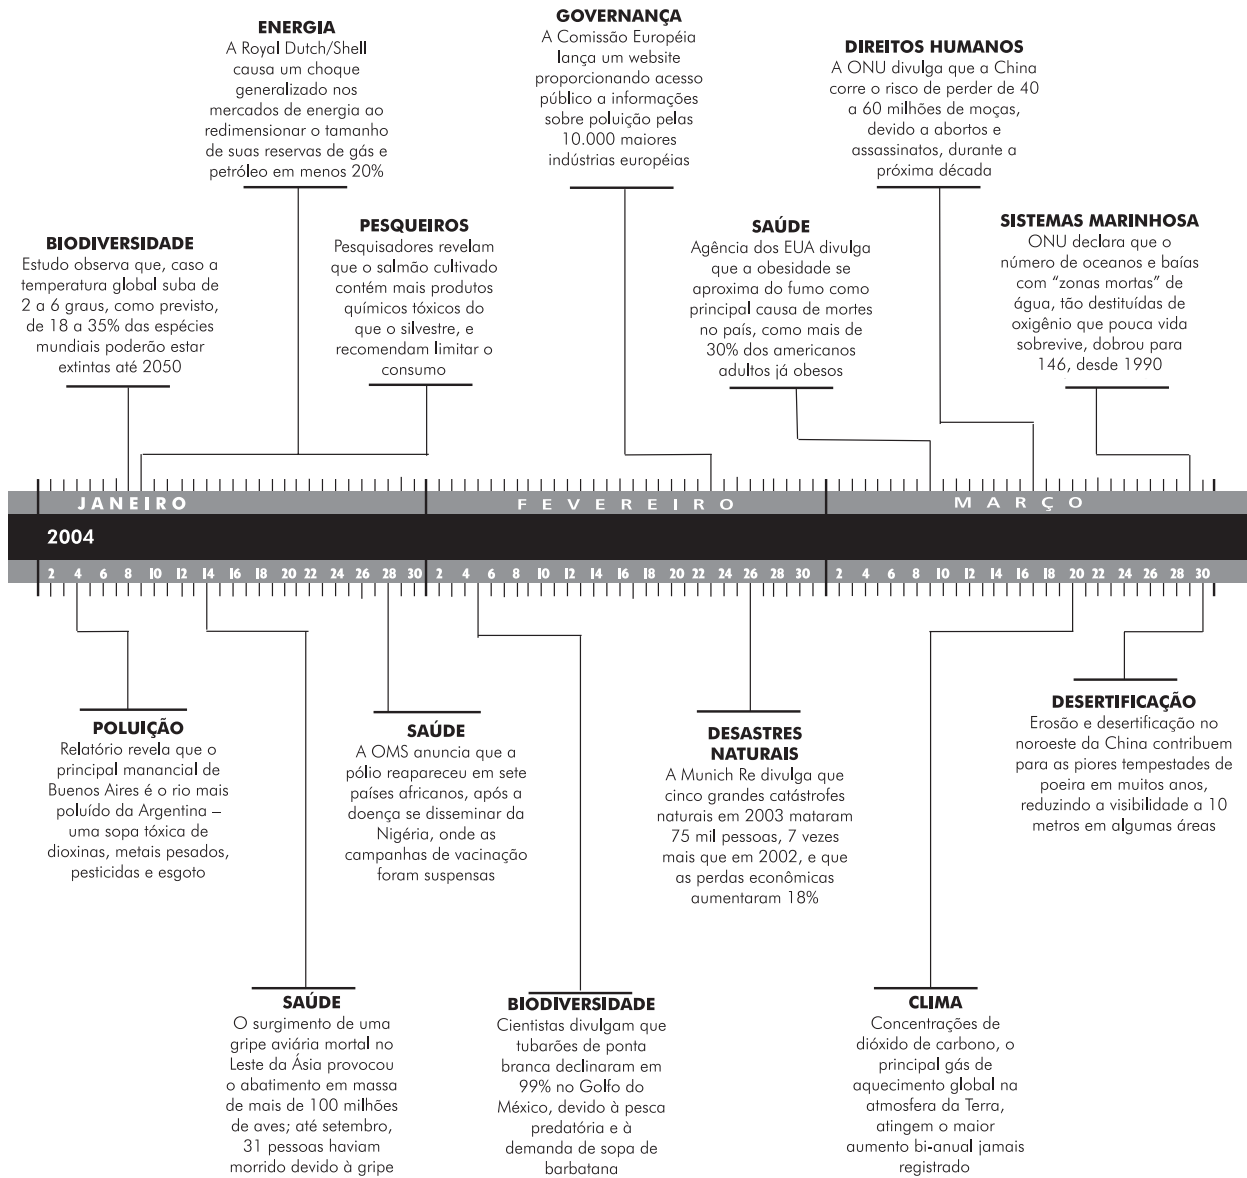 ENERGIA
A Royal Dutch/Shell
causa um choque
generalizado nos
mercados de energia ao
redimensionar o tamanho
de suas reservas de gás e
petróleo em menos 20%
GOVERNANÇA
A Comissão Européia
lança um website
proporcionando acesso
público a informações
sobre poluição pelas
10.000 maiores
indústrias européias
DIREITOS HUMANOS
A ONU divulga que a China
corre o risco de perder de 40
a 60 milhões de moças,
devido a abortos e
assassinatos, durante a
próxima década
BIODIVERSIDADE
Estudo observa que, caso a
temperatura global suba de
2 a 6 graus, como previsto,
de 18 a 35% das espécies
mundiais poderão estar
extintas até 2050
PESQUEIROS
Pesquisadores revelam
que o salmão cultivado
contém mais produtos
químicos tóxicos do
que o silvestre, e
recomendam limitar o
consumo
SAÚDE
Agência dos EUA divulga
que a obesidade se
aproxima do fumo como
principal causa de mortes
no país, como mais de
30% dos americanos
adultos já obesos
SISTEMAS MARINHOSA
ONU declara que o
número de oceanos e baías
com “zonas mortas” de
água, tão destituídas de
oxigênio que pouca vida
sobrevive, dobrou para
146, desde 1990
JANEIRO FEVEREIRO MARÇO
2004
2 4 6 8 10 12 14 16 18 20 22 24 26 28 30 2 4 6 8 10 12 14 16 18 20 22 24 26 28 30 2 4 6 8 10 12 14 16 18 20 22 24 26 28 30
POLUIÇÃO
Relatório revela que o
principal manancial de
Buenos Aires é o rio mais
poluído da Argentina –
uma sopa tóxica de
dioxinas, metais pesados,
pesticidas e esgoto
SAÚDE
A OMS anuncia que a
pólio reapareceu em sete
países africanos, após a
doença se disseminar da
Nigéria, onde as
campanhas de vacinação
foram suspensas
DESASTRES
NATURAIS
A Munich Re divulga que
cinco grandes catástrofes
naturais em 2003 mataram
75 mil pessoas, 7 vezes
mais que em 2002, e que
as perdas econômicas
aumentaram 18%
DESERTIFICAÇÃO
Erosão e desertificação no
noroeste da China contribuem
para as piores tempestades de
poeira em muitos anos,
reduzindo a visibilidade a 10
metros em algumas áreas
SAÚDE
O surgimento de uma
gripe aviária mortal no
Leste da Ásia provocou
o abatimento em massa
de mais de 100 milhões
de aves; até setembro,
31 pessoas haviam
morrido devido à gripe
BIODIVERSIDADE
Cientistas divulgam que
tubarões de ponta
branca declinaram em
99% no Golfo do
México, devido à pesca
predatória e à
demanda de sopa de
barbatana
CLIMA
Concentrações de
dióxido de carbono, o
principal gás de
aquecimento global na
atmosfera da Terra,
atingem o maior
aumento bi-anual jamais
registrado